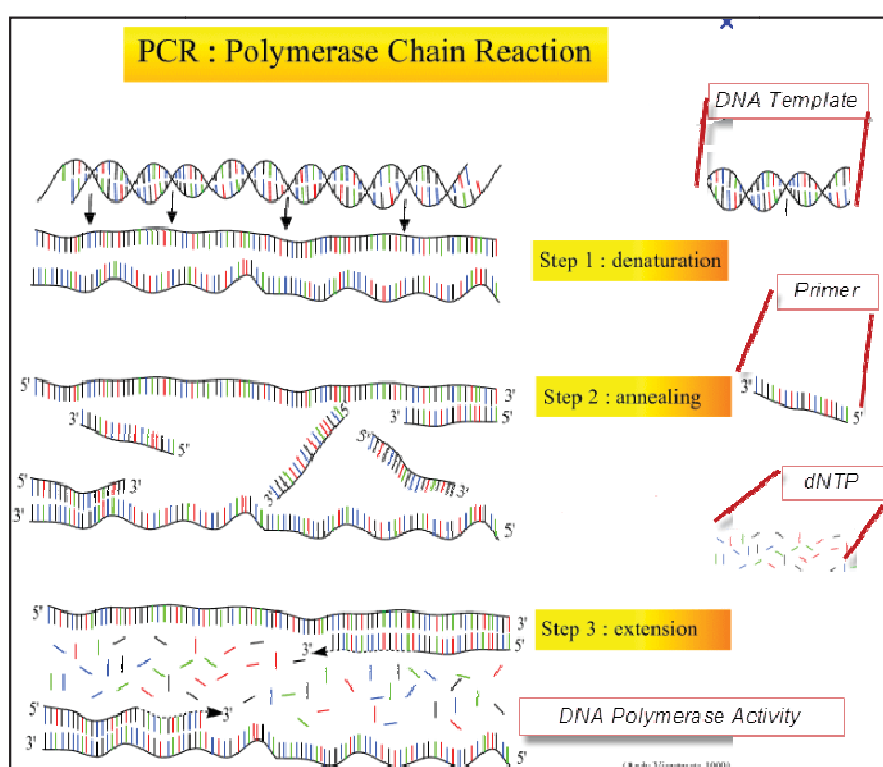 PCR : Polymerase Chain Reaction
DNA Template
Step 1 : denaturation
Primer
5' 3'
Step 2 : annealing
3' 5'
3' 5'
3' 5'
5'
3'
3'
3'
5' 3'
3' 5'
dNTP
5' 3'
Step 3 : extension
3' 5'
5' 3'
DNA Polymerase Activity
3' 5'